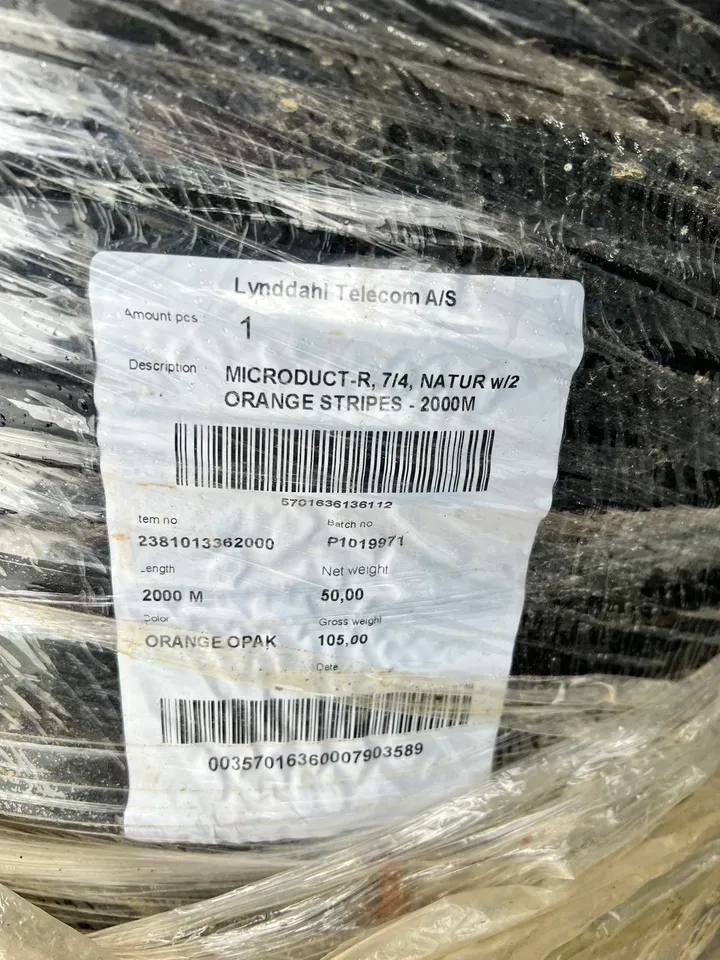 Lynddahl Telecom A/S
Amount pcs 1
Description MICRODUCT-R, 7/4, NATUR w/2
ORANGE STRIPES - 2000M
5701636136112
tem no Batch no
2381013362000 P1019971
Length Net weight
2000 M 50,00
Color Gross weight
ORANGE OPAK 105,00
Date
00357016360007903589